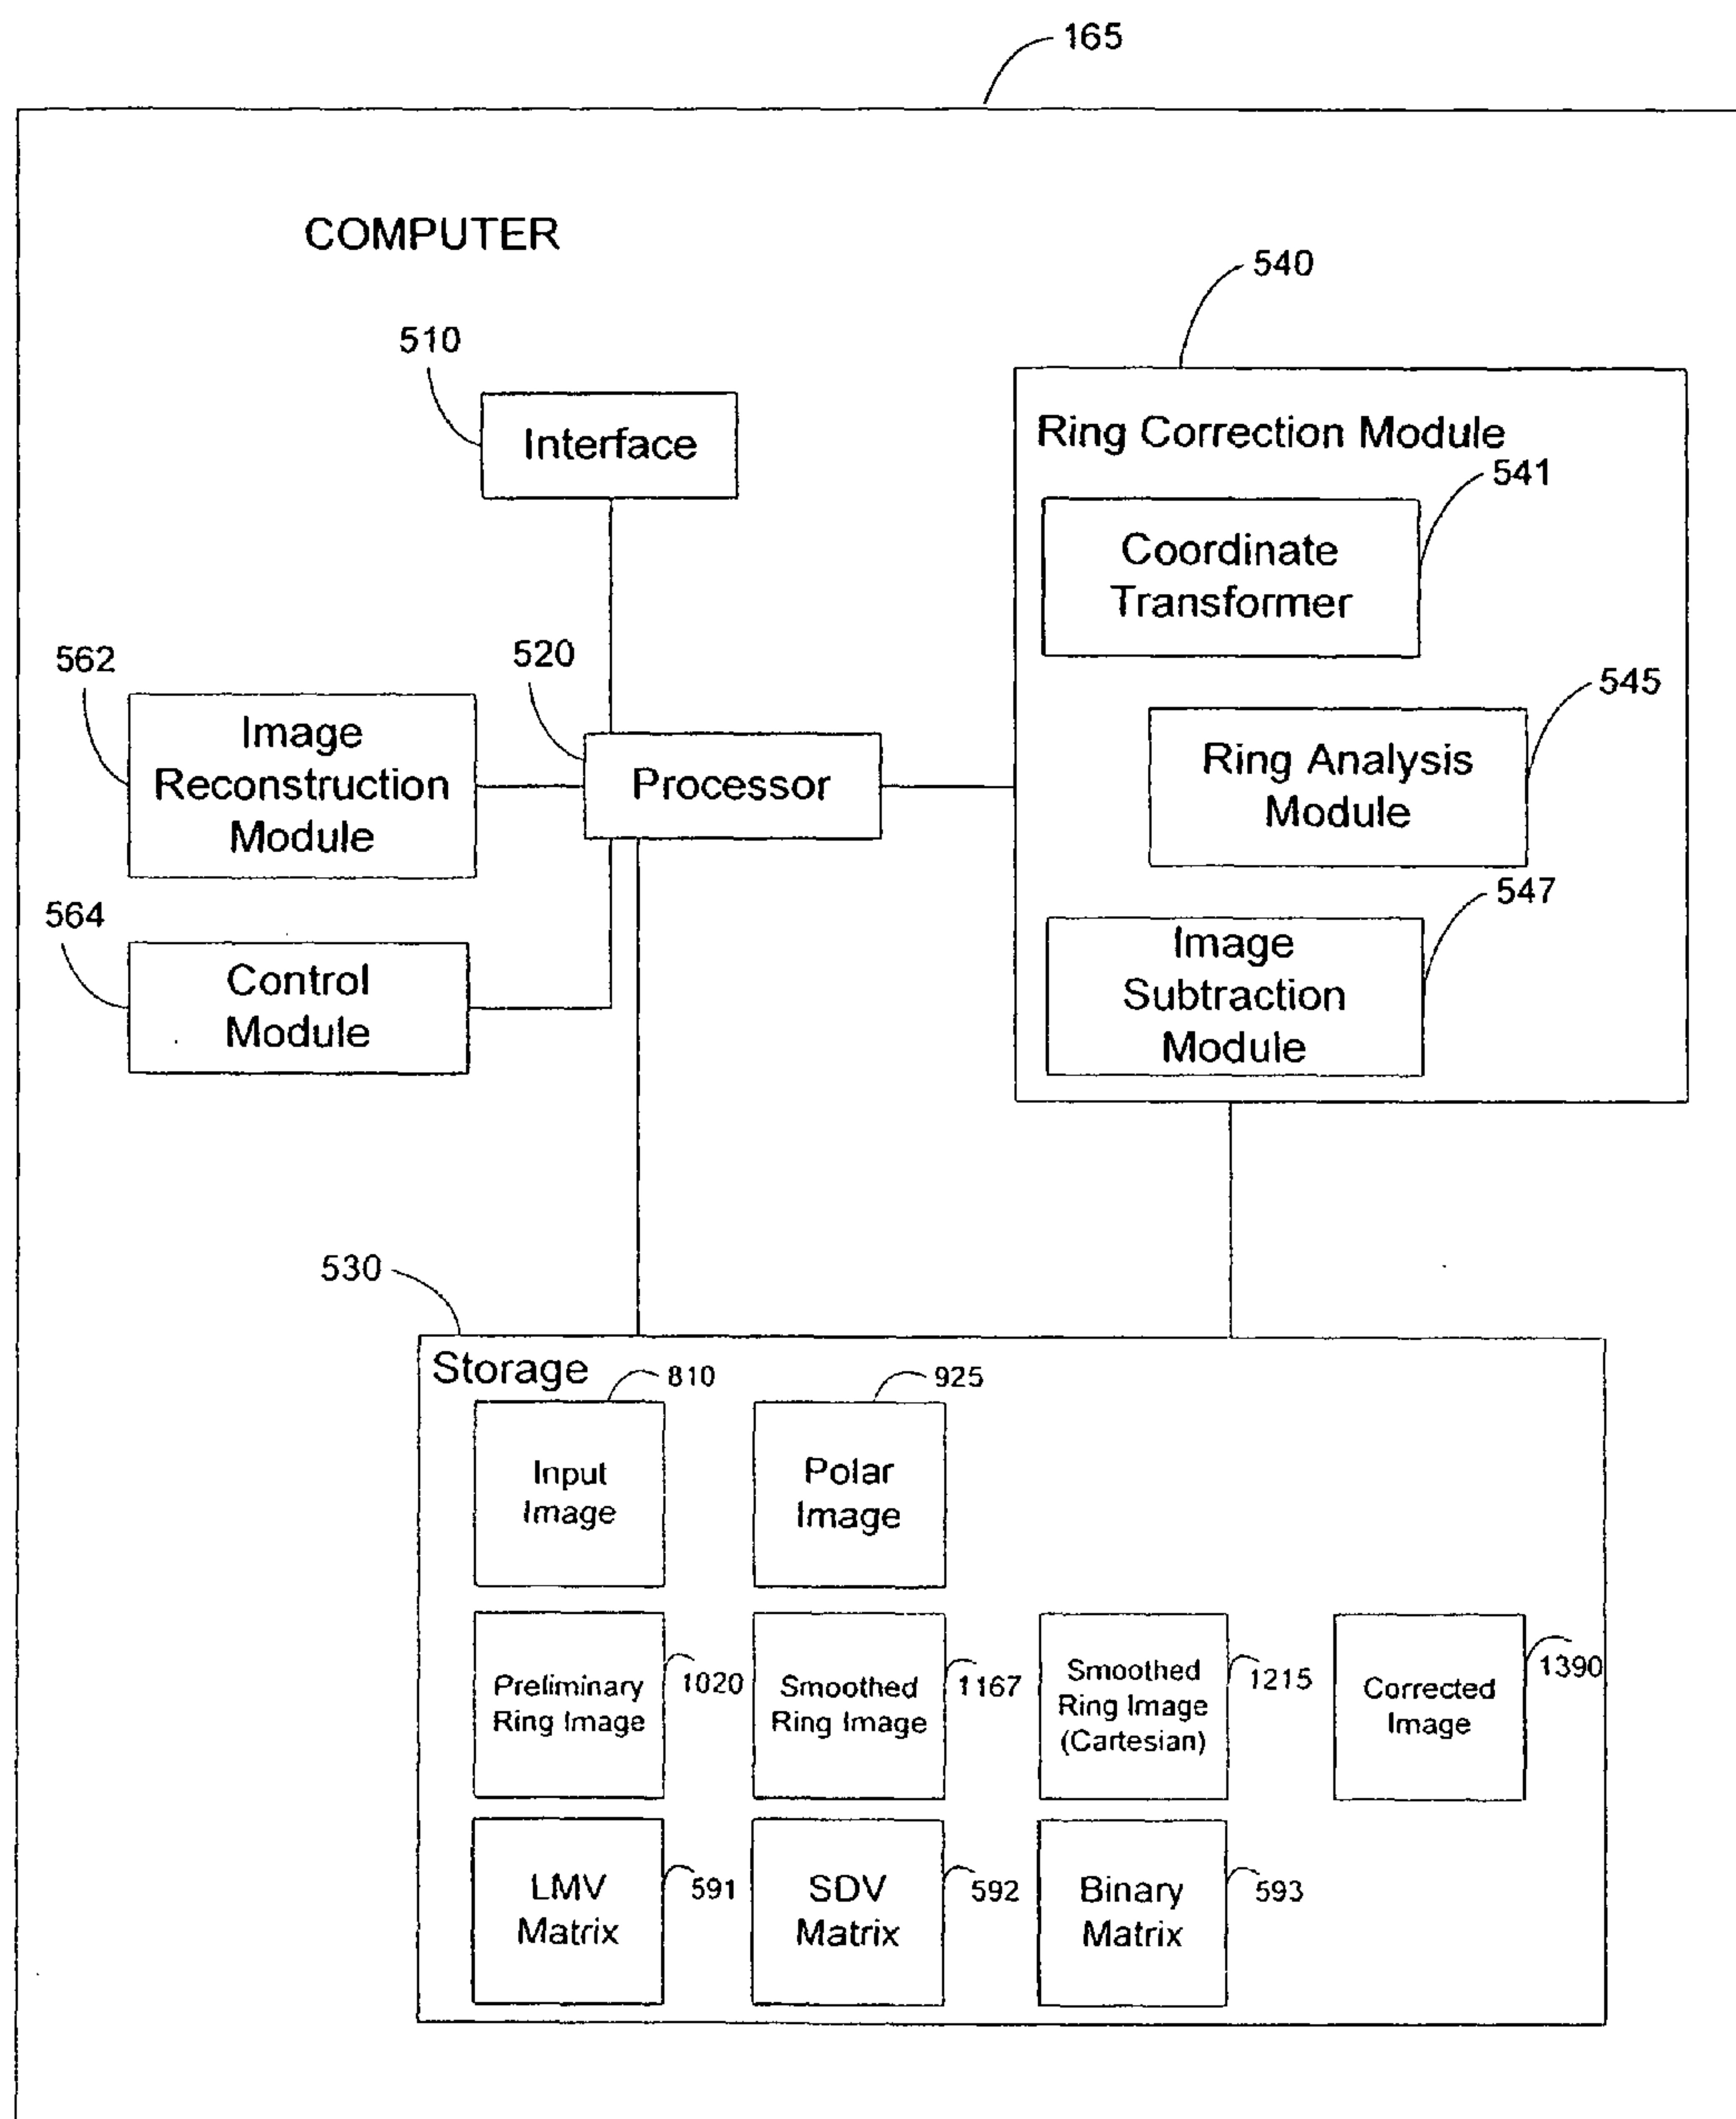 165
COMPUTER
540
510
Interface
Ring Correction Module
541
Coordinate
Transformer
562
520
545
Image
Reconstruction
Module
Processor
Ring Analysis
Module
564
547
Control
Module
Image
Subtraction
Module
530
Storage
810
925
Input
Image
Polar
Image
Preliminary
Ring Image
1020
Smoothed
Ring Image
1167
Smoothed
Ring Image
(Cartesian)
1215
Corrected
Image
1390
LMV
Matrix
591
SDV
Matrix
592
Binary
Matrix
593